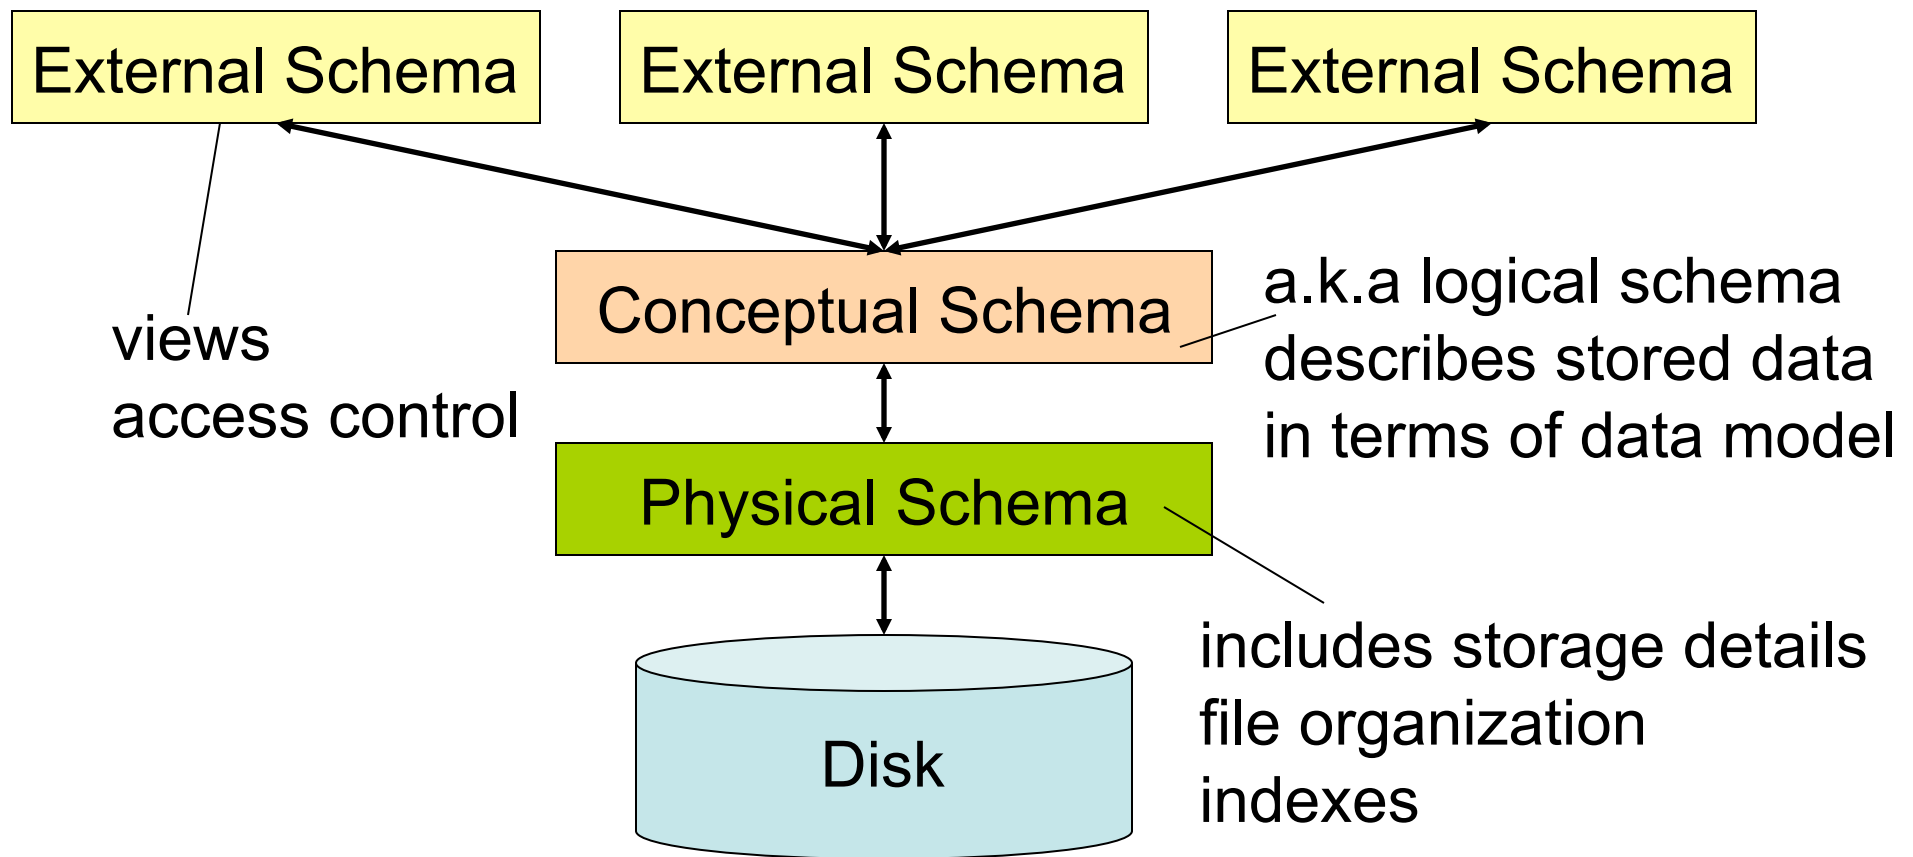 External Schema
External Schema
External Schema
Conceptual Schema
a.k.a logical schema
describes stored data
in terms of data model
views
access control
Physical Schema
includes storage details
file organization
indexes
Disk